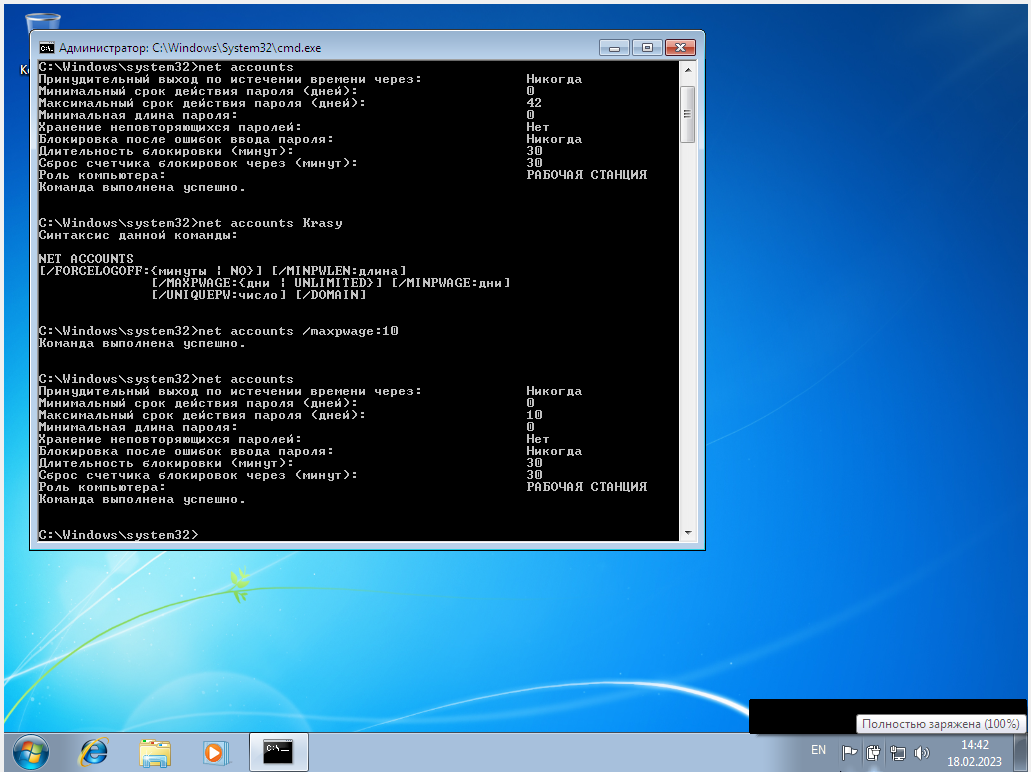 Администратор: C:\Windows\System32\cmd.exe
C:\Windows\system32>net accounts
Принудительный выход по истечении времени через: Никогда
Минимальный срок действия пароля (дней): 0
Максимальный срок действия пароля (дней): 42
Минимальная длина пароля: 0
Хранение неповторяющихся паролей: Нет
Блокировка после ошибок ввода пароля: Никогда
Длительность блокировки (минут): 30
Сброс счетчика блокировок через (минут): 30
Роль компьютера: РАБОЧАЯ СТАНЦИЯ
Команда выполнена успешно.
C:\Windows\system32>net accounts Krasy
Синтаксис данной команды:
NET ACCOUNTS
[/FORCELOGOFF:{минуты | NO}] [/MINPWLEN:длина]
[/MAXPWAGE:{дни | UNLIMITED}] [/MINPWAGE:дни]
[/UNIQUEPW:число] [/DOMAIN]
C:\Windows\system32>net accounts /maxpwage:10
Команда выполнена успешно.
C:\Windows\system32>net accounts
Принудительный выход по истечении времени через: Никогда
Минимальный срок действия пароля (дней): 0
Максимальный срок действия пароля (дней): 10
Минимальная длина пароля: 0
Хранение неповторяющихся паролей: Нет
Блокировка после ошибок ввода пароля: Никогда
Длительность блокировки (минут): 30
Сброс счетчика блокировок через (минут): 30
Роль компьютера: РАБОЧАЯ СТАНЦИЯ
Команда выполнена успешно.
C:\Windows\system32>
Полностью заряжена (100%)
C:\_
EN
14:42
18.02.2023